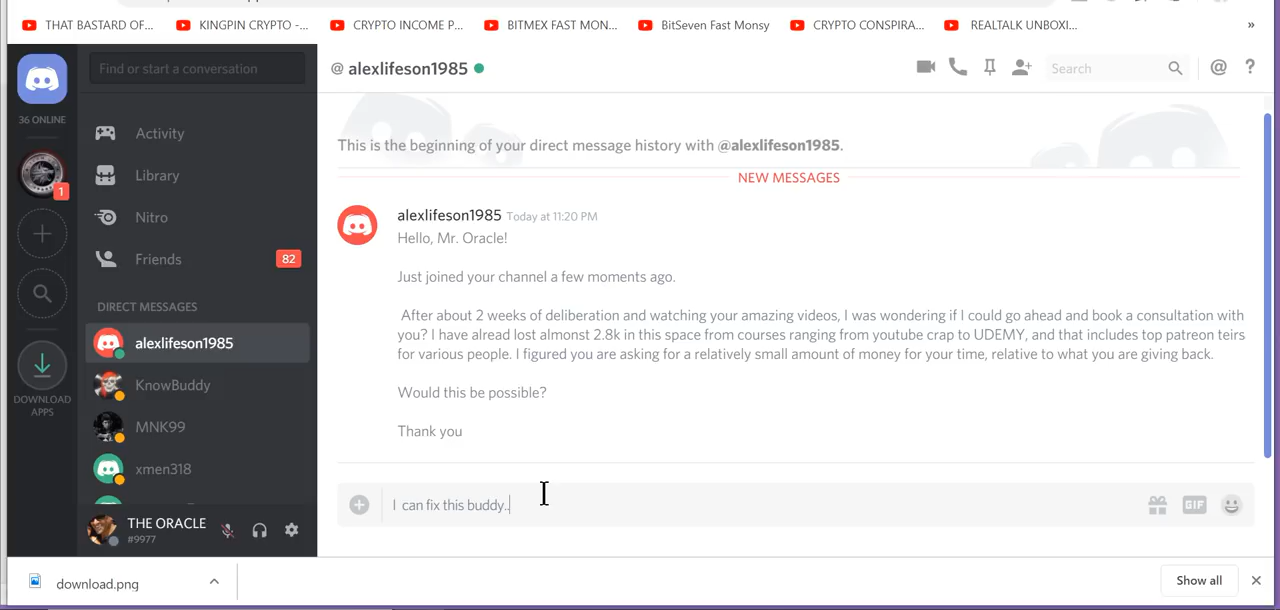 THAT BASTARD OF... KINGPIN CRYPTO -... CRYPTO INCOME P... BITMEX FAST MON... BitSeven Fast Monsy CRYPTO CONSPIRA... REALTALK UNBOXI... »
Find or start a conversation
@ alexlifeson1985
Search
@ ?
36 ONLINE
1
DOWNLOAD
APPS
Activity
Library
Nitro
Friends 82
DIRECT MESSAGES
alexlifeson1985
KnowBuddy
MNK99
xmen318
THE ORACLE
#9977
This is the beginning of your direct message history with @alexlifeson1985.
NEW MESSAGES
alexlifeson1985 Today at 11:20 PM
Hello, Mr. Oracle!
Just joined your channel a few moments ago.
After about 2 weeks of deliberation and watching your amazing videos, I was wondering if I could go ahead and book a consultation with
you? I have alread lost almonst 2.8k in this space from courses ranging from youtube crap to UDEMY, and that includes top patreon teirs
for various people. I figured you are asking for a relatively small amount of money for your time, relative to what you are giving back.
Would this be possible?
Thank you
I can fix this buddy..
GIF
download.png
Show all